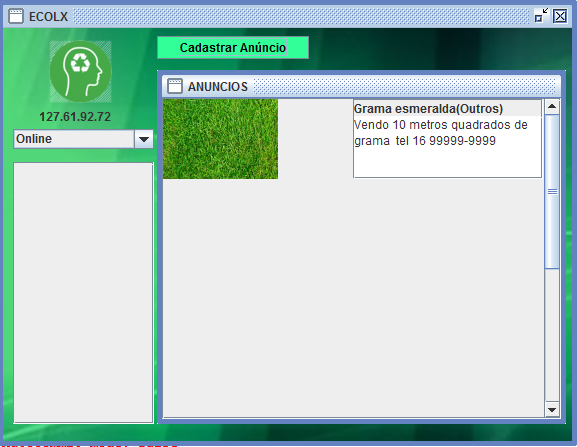 ECOLX
Cadastrar Anúncio
127.61.92.72
Online
ANUNCIOS
Grama esmeralda(Outros)
Vendo 10 metros quadrados de
grama tel 16 99999-9999